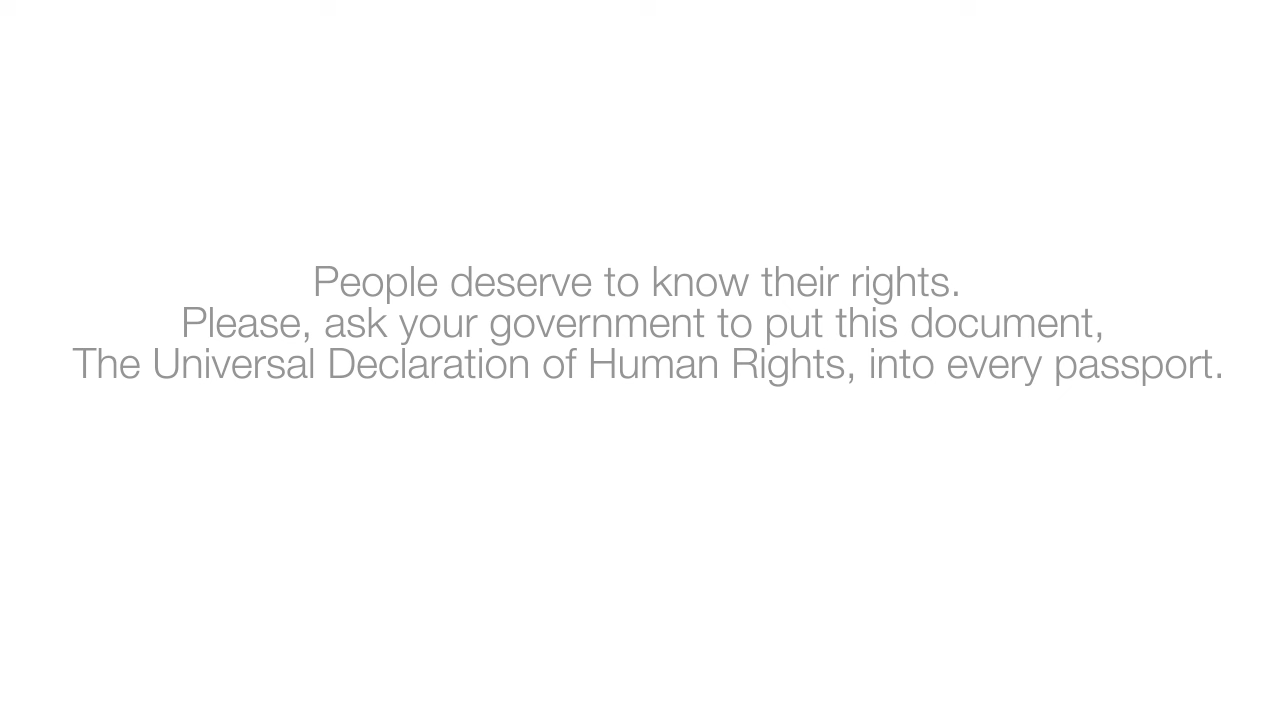 People deserve to know their rights.
Please, ask your government to put this document,
The Universal Declaration of Human Rights, into every passport.